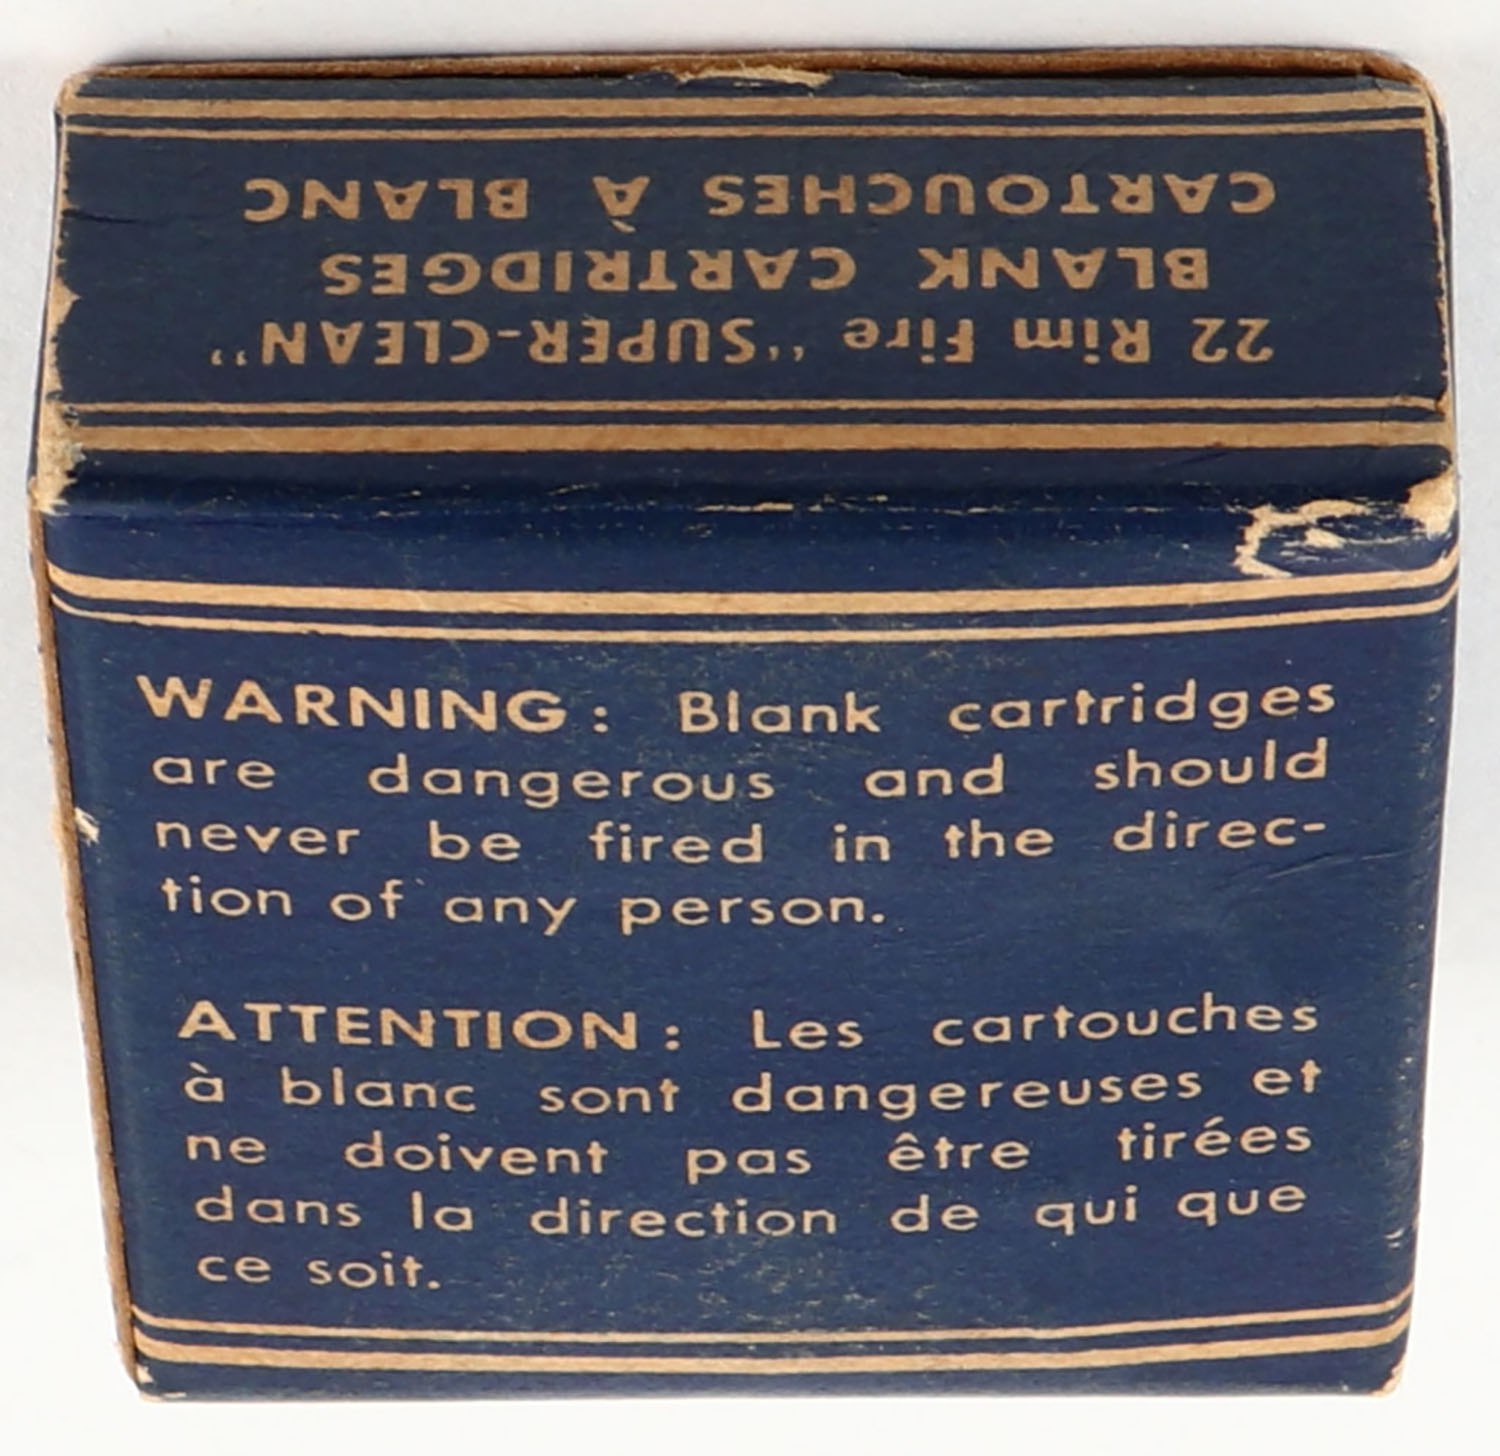 22 Rim Fire "SUPER-CLEAN"
BLANK CARTRIDGES
CARTOUCHES À BLANC
WARNING: Blank cartridges
are dangerous and should
never be fired in the direc-
tion of any person.
ATTENTION: Les cartouches
à blanc sont dangereuses et
ne doivent pas être tirées
dans la direction de qui que
ce soit.